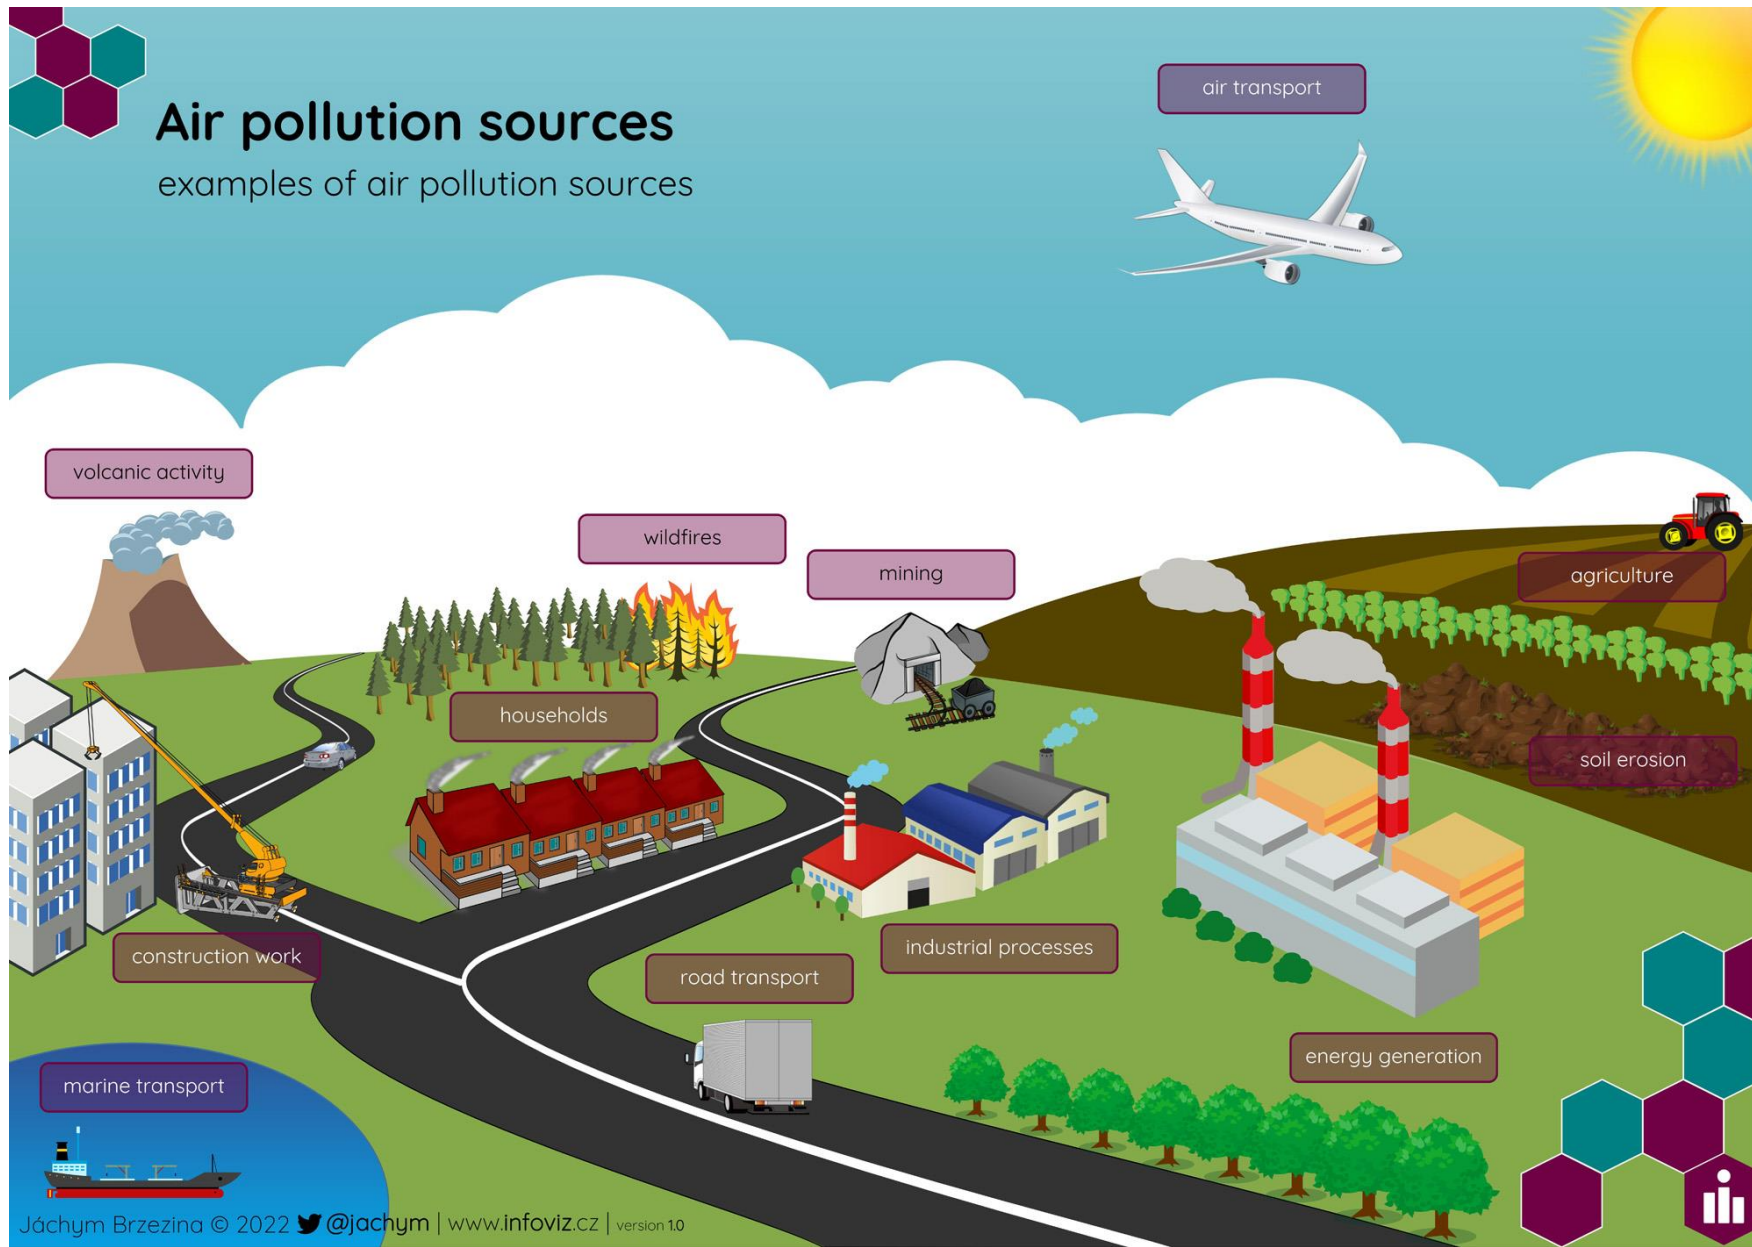 Air pollution sources
examples of air pollution sources
air transport
volcanic activity
wildfires
mining
agriculture
households
soil erosion
construction work
industrial processes
road transport
energy generation
marine transport
Jáchym Brzezina © 2022 @jachym | www.infoviz.cz | version 1.0